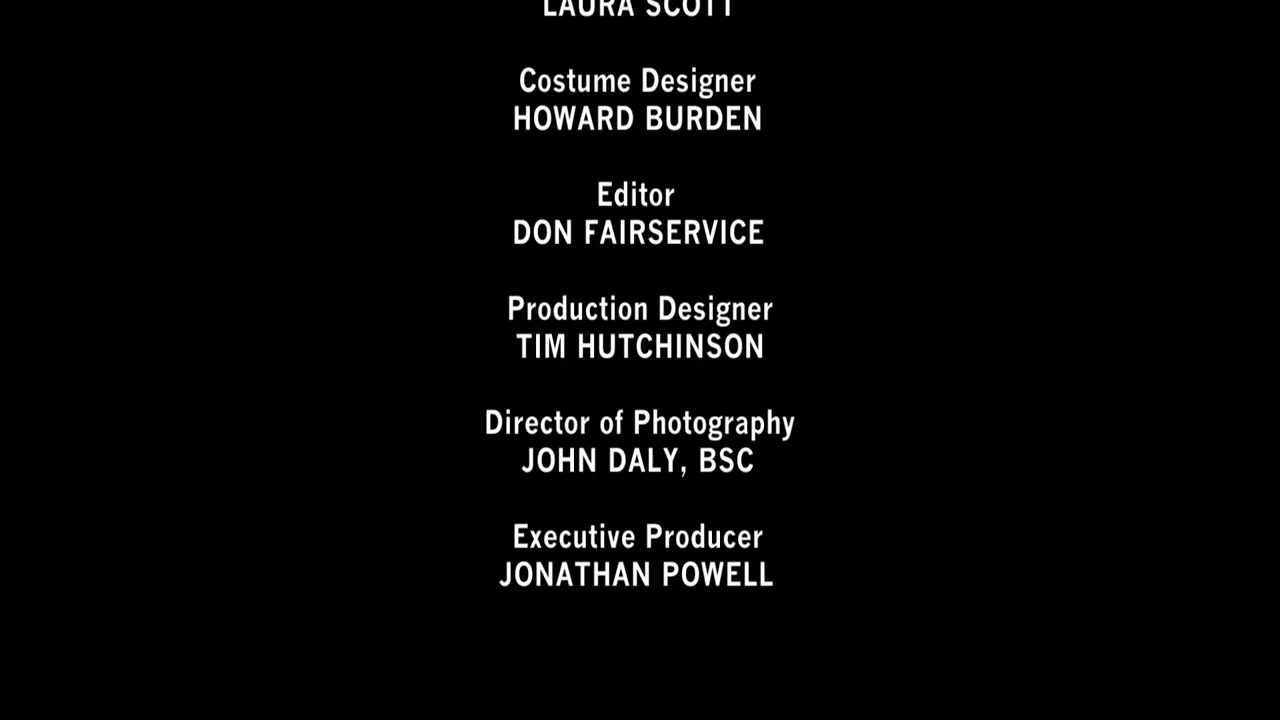 LAURA SCOTT
Costume Designer
HOWARD BURDEN
Editor
DON FAIRSERVICE
Production Designer
TIM HUTCHINSON
Director of Photography
JOHN DALY, BSC
Executive Producer
JONATHAN POWELL